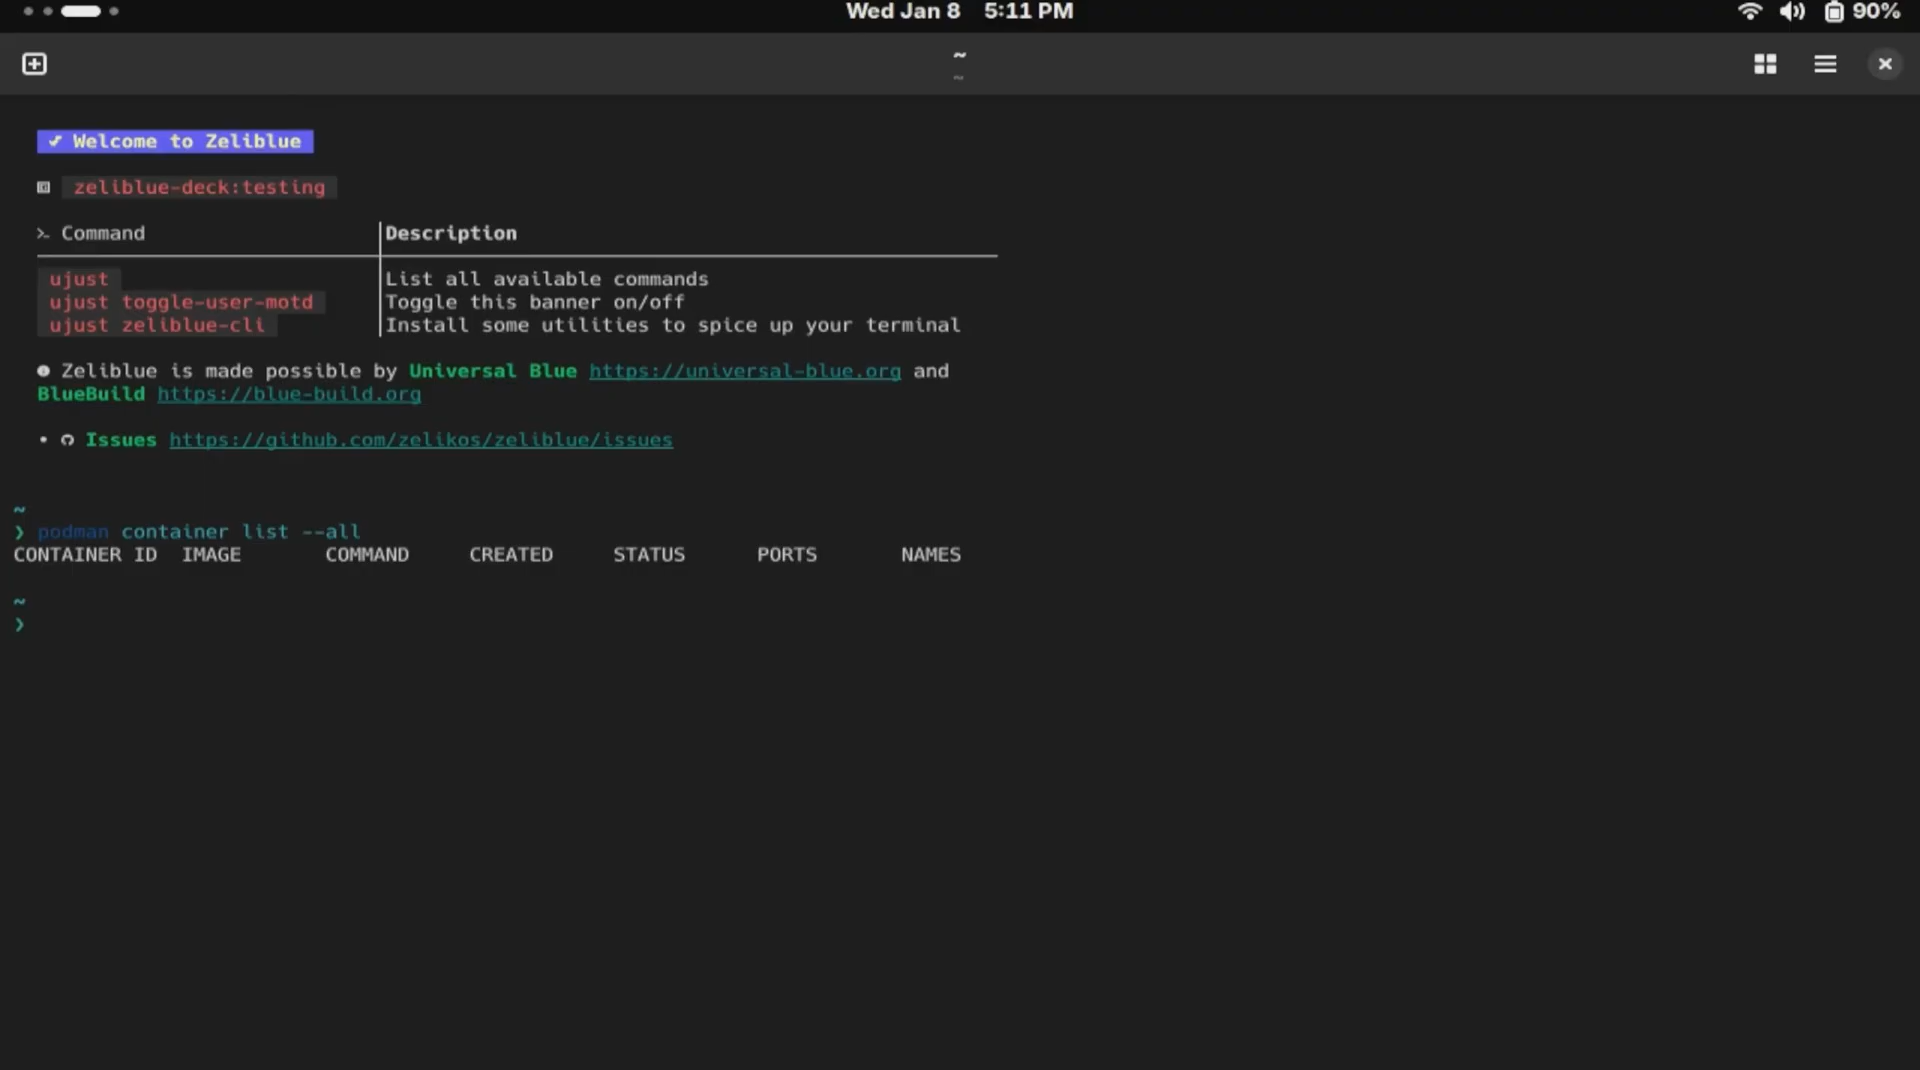 Wed Jan 8 5:11 PM
90%
~
~
Welcome to Zeliblue
zeliblue-deck:testing
>_ Command Description
ujust List all available commands
ujust toggle-user-motd Toggle this banner on/off
ujust zeliblue-cli Install some utilities to spice up your terminal
Zeliblue is made possible by Universal Blue https://universal-blue.org and
BlueBuild https://blue-build.org
• Issues https://github.com/zelikos/zeliblue/issues
~
❯ podman container list --all
CONTAINER ID IMAGE COMMAND CREATED STATUS PORTS NAMES
~
❯